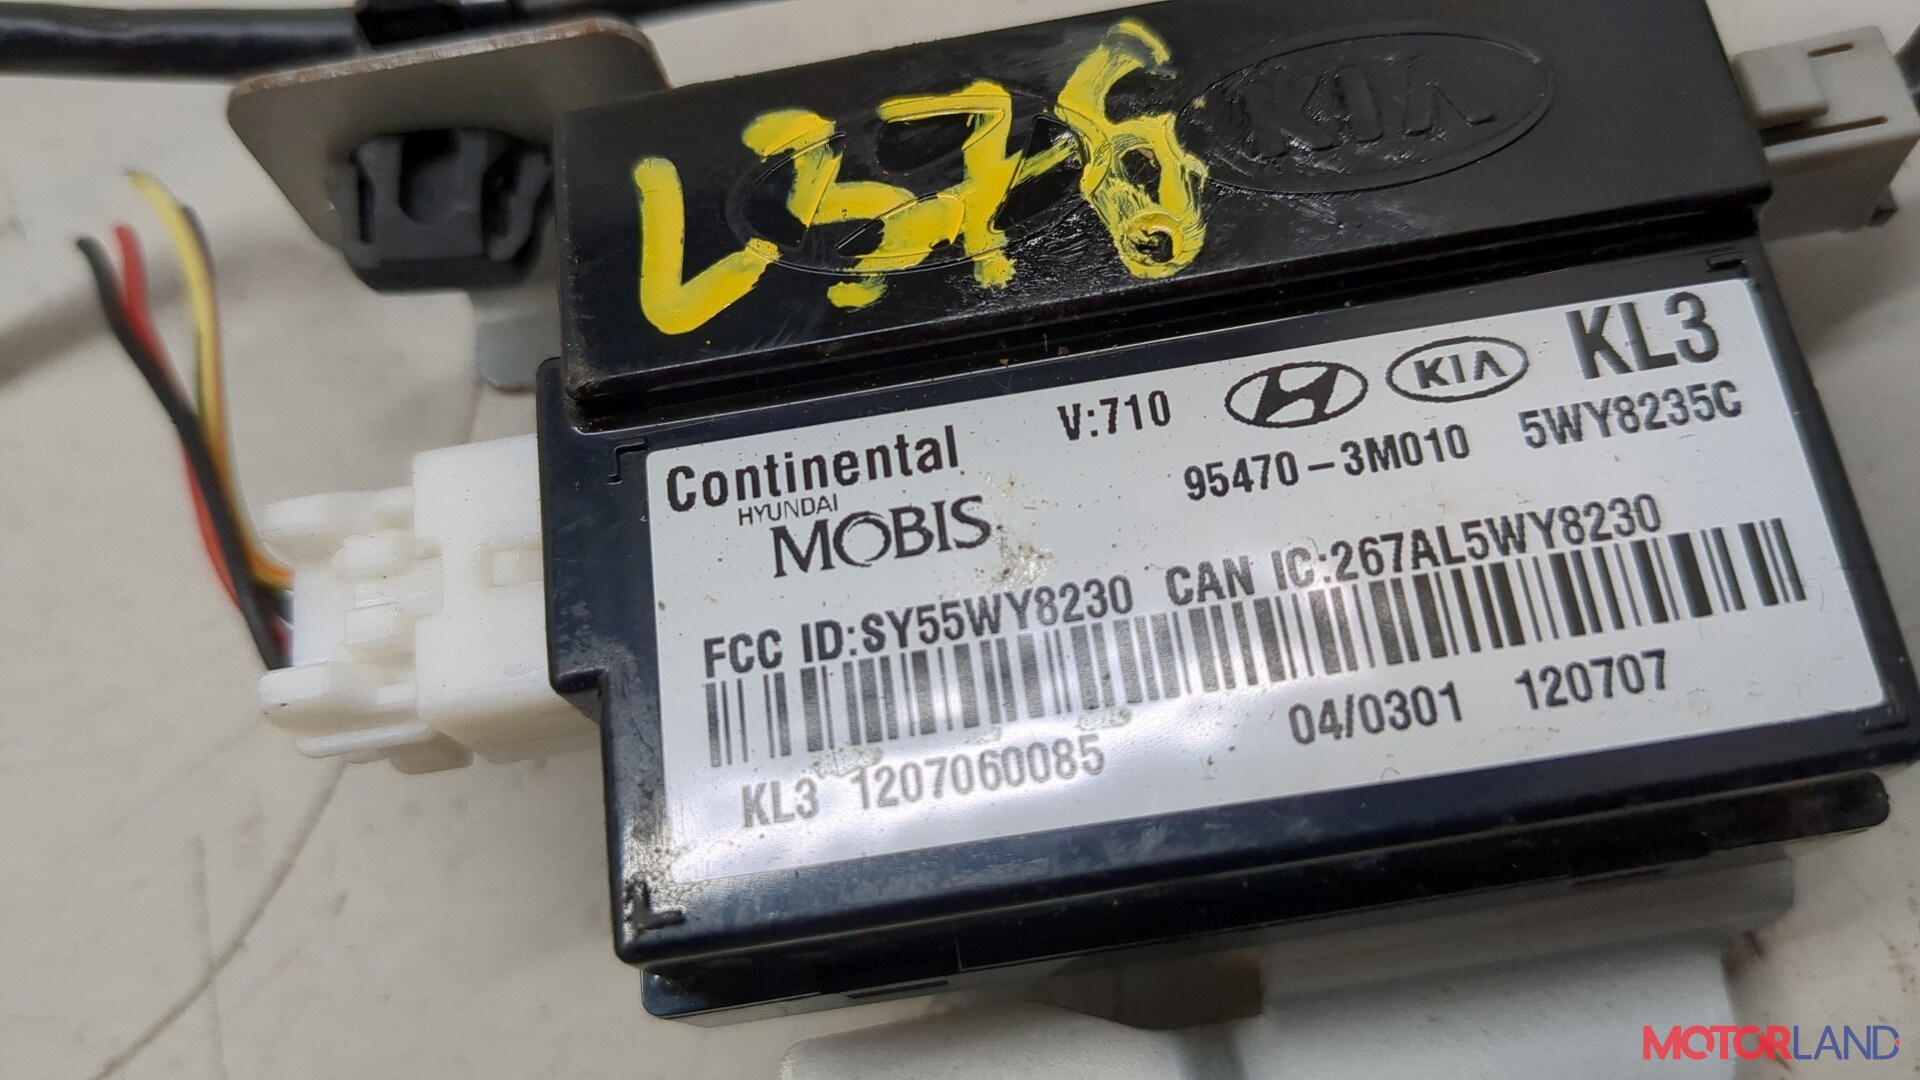 L376
KIA
KL3
V:710
KIA
Continental
95470-3M010
5WY8235C
HYUNDAI
MOBIS
FCC ID:SY55WY8230 CAN IC:267AL5WY8230
04/0301 120707
KL3 1207060085
MOTORLAND